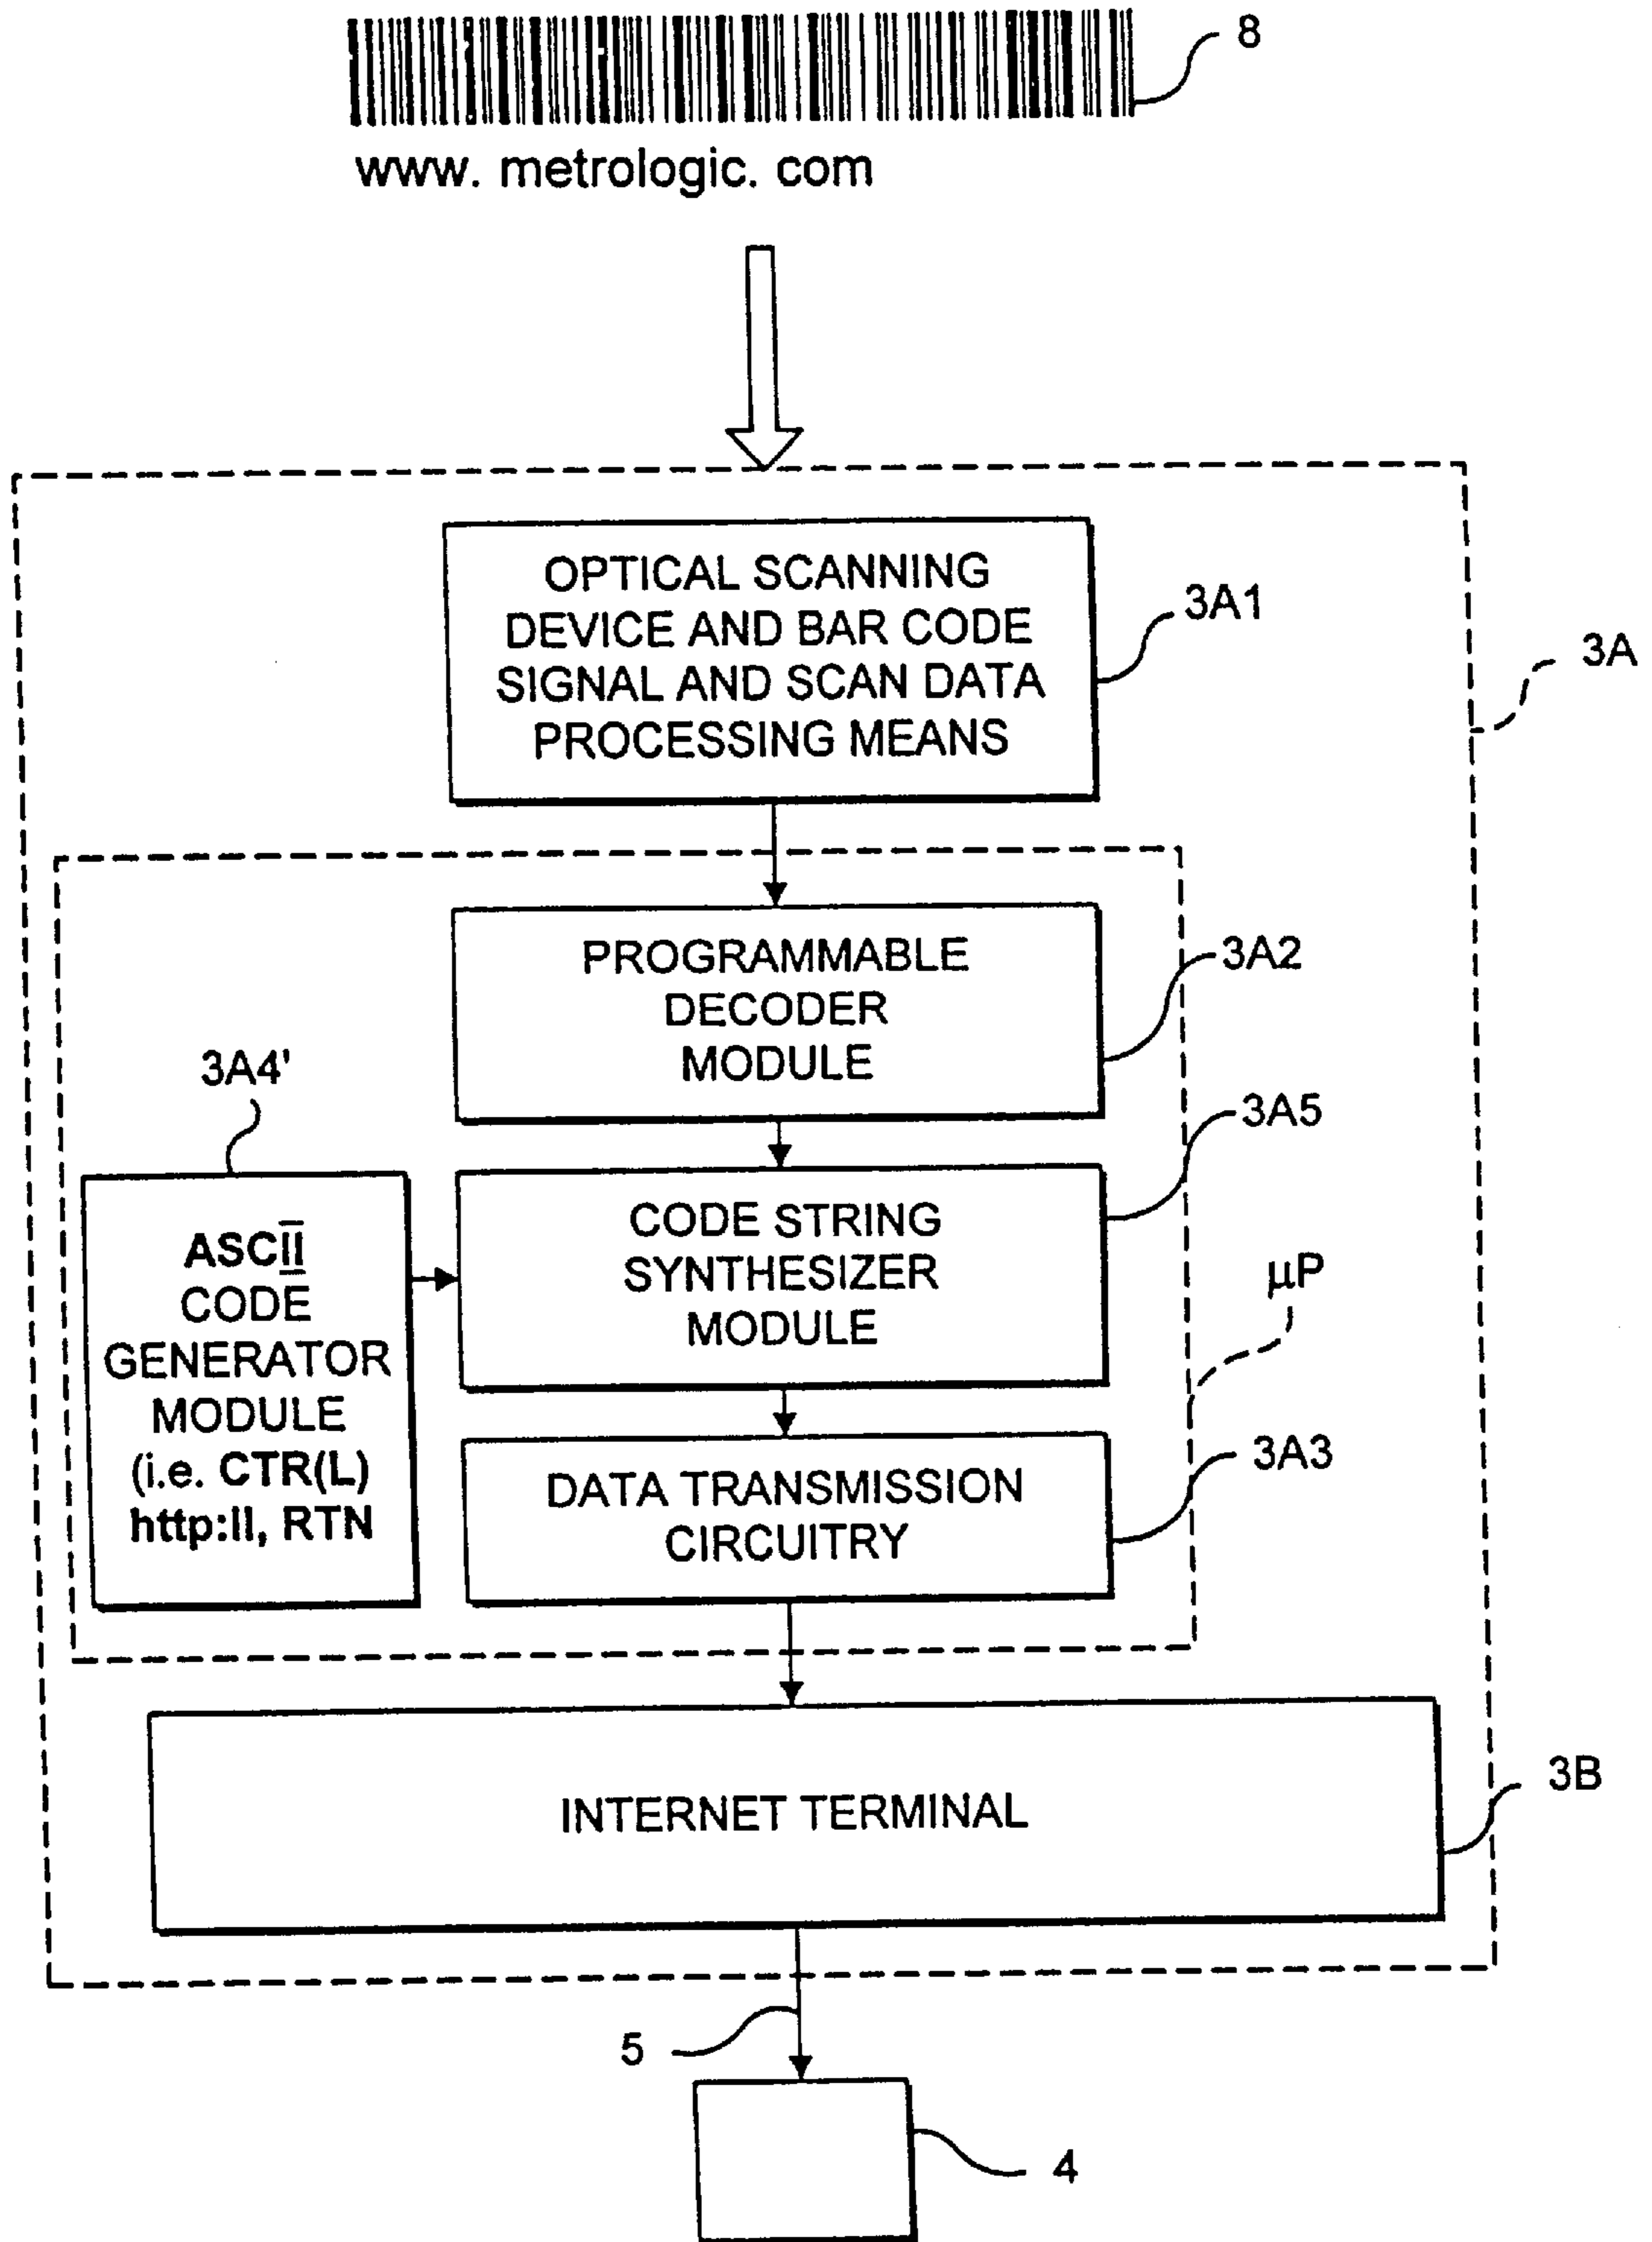 8
www. metrologic. com
OPTICAL SCANNING
DEVICE AND BAR CODE
SIGNAL AND SCAN DATA
PROCESSING MEANS
3A1
3A
PROGRAMMABLE
DECODER
MODULE
3A2
3A4'
3A5
ASCII
CODE
GENERATOR
MODULE
(i.e. CTR(L)
http:II, RTN
CODE STRING
SYNTHESIZER
MODULE
µP
DATA TRANSMISSION
CIRCUITRY
3A3
INTERNET TERMINAL
3B
5
4